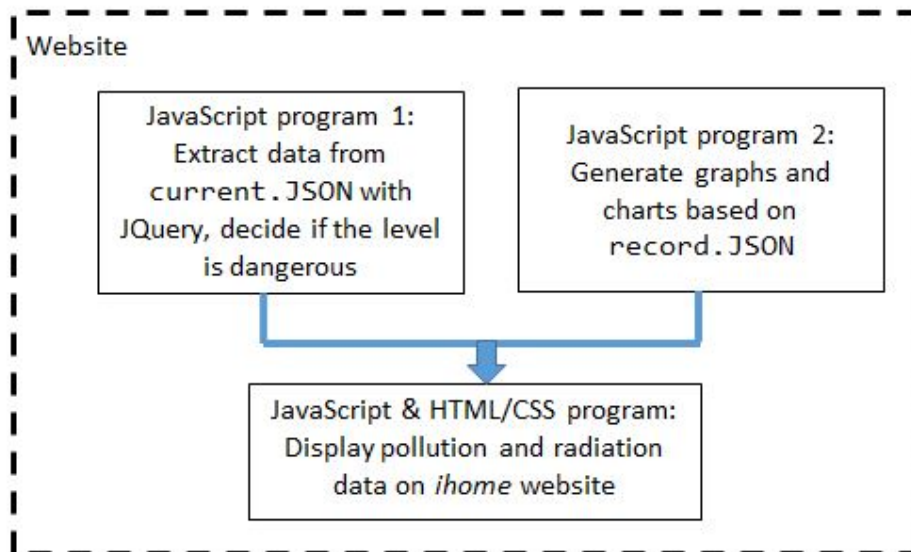 Website
JavaScript program 1:
Extract data from
current.JSON with
JQuery, decide if the level
is dangerous
JavaScript program 2:
Generate graphs and
charts based on
record.JSON
JavaScript & HTML/CSS program:
Display pollution and radiation
data on ihome website